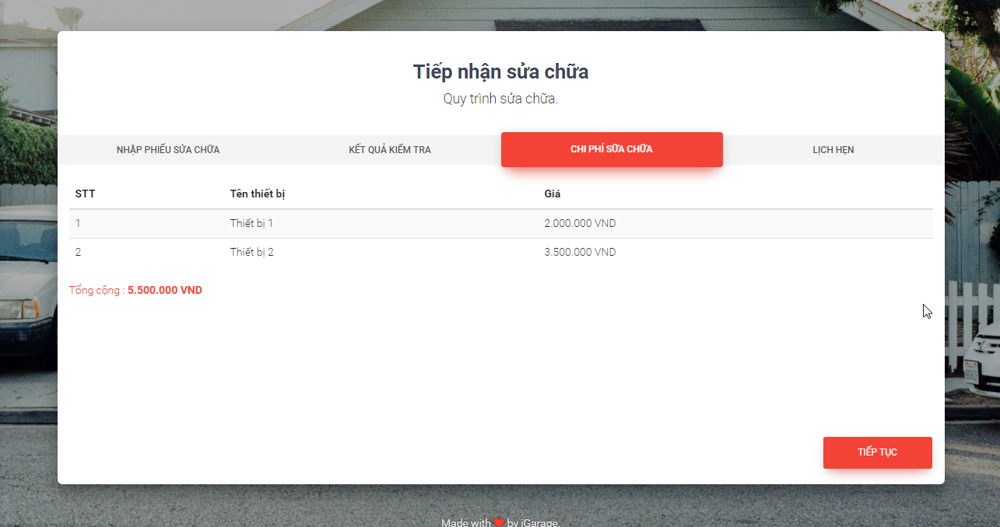 Tiếp nhận sửa chữa
Quy trình sửa chữa.
NHẬP PHIẾU SỬA CHỮA KẾT QUẢ KIỂM TRA CHI PHÍ SỮA CHỮA LỊCH HẸN
STT Tên thiết bị Giá
1 Thiết bị 1 2.000.000 VND
2 Thiết bị 2 3.500.000 VND
Tổng cộng : 5.500.000 VND
TIẾP TỤC
Made with ❤ by iGarage.